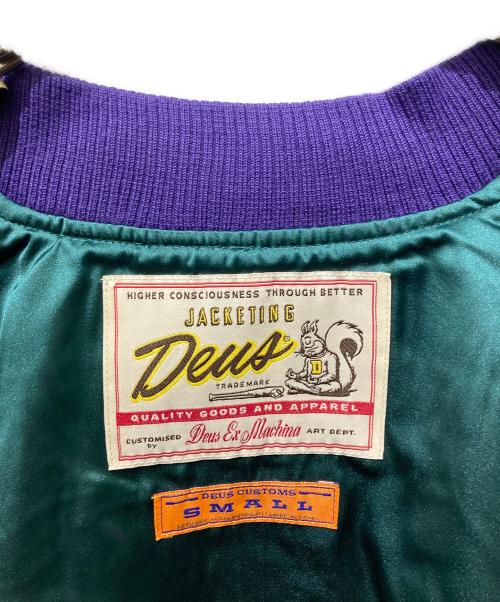 HIGHER CONSCIOUSNESS THROUGH BETTER
JACKETING
Deus®
D
TRADEMARK
QUALITY GOODS AND APPAREL
CUSTOMISED by Deus Ex Machina ART DEPT.
DEUS CUSTOMS
SMALL